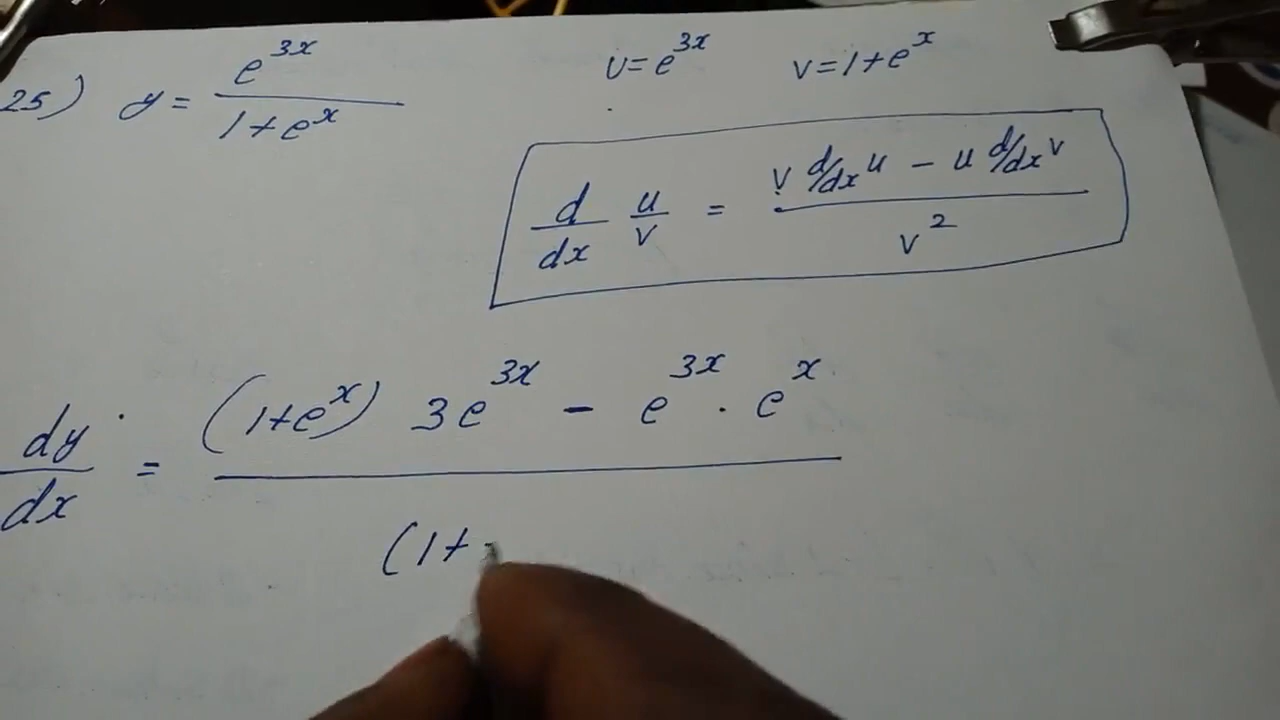 25) y = e^3x / 1+e^x
u = e^3x v = 1+e^x
d/dx u/v = v d/dx u - u d/dx v / v^2
dy/dx = (1+e^x) 3e^3x - e^3x . e^x / (1+